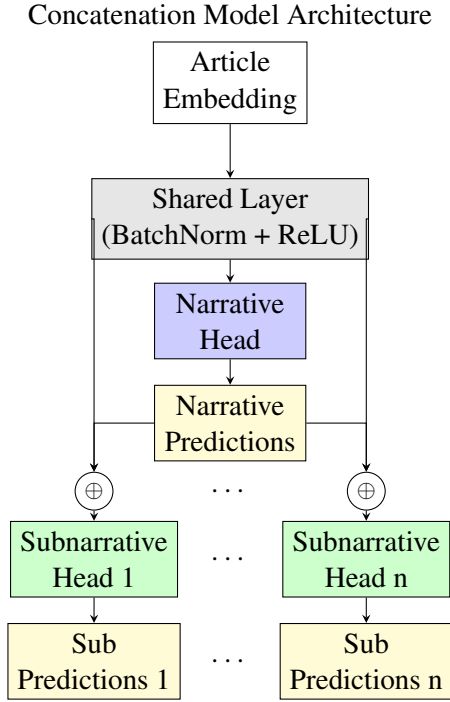 Concatenation Model Architecture
Article
Embedding
Shared Layer
(BatchNorm + ReLU)
Narrative
Head
Narrative
Predictions
⊕ . . . ⊕
Subnarrative
Head 1
. . .
Subnarrative
Head n
Sub
Predictions 1
. . .
Sub
Predictions n